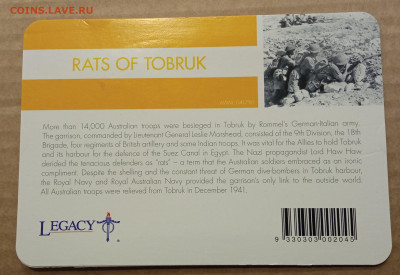 COINS.LAVE.RU
RATS OF TOBRUK
More than 14,000 Australian troops were besieged in Tobruk by Rommel's German-Italian army.
The garrison, commanded by Lieutenant General Leslie Morshead, consisted of the 9th Division, the 18th
Brigade, four regiments of British artillery and some Indian troops. It was vital for the Allies to hold Tobruk
and its harbour for the defence of the Suez Canal in Egypt. The Nazi propagandist Lord Haw Haw
derided the tenacious defenders as "rats" – a term that the Australian soldiers embraced as an ironic
compliment. Despite the shelling and the constant threat of German dive-bombers in Tobruk harbour,
the Royal Navy and Royal Australian Navy provided the garrison's only link to the outside world.
All Australian troops were relieved from Tobruk in December 1941.
LEGACY
9 330303 002045